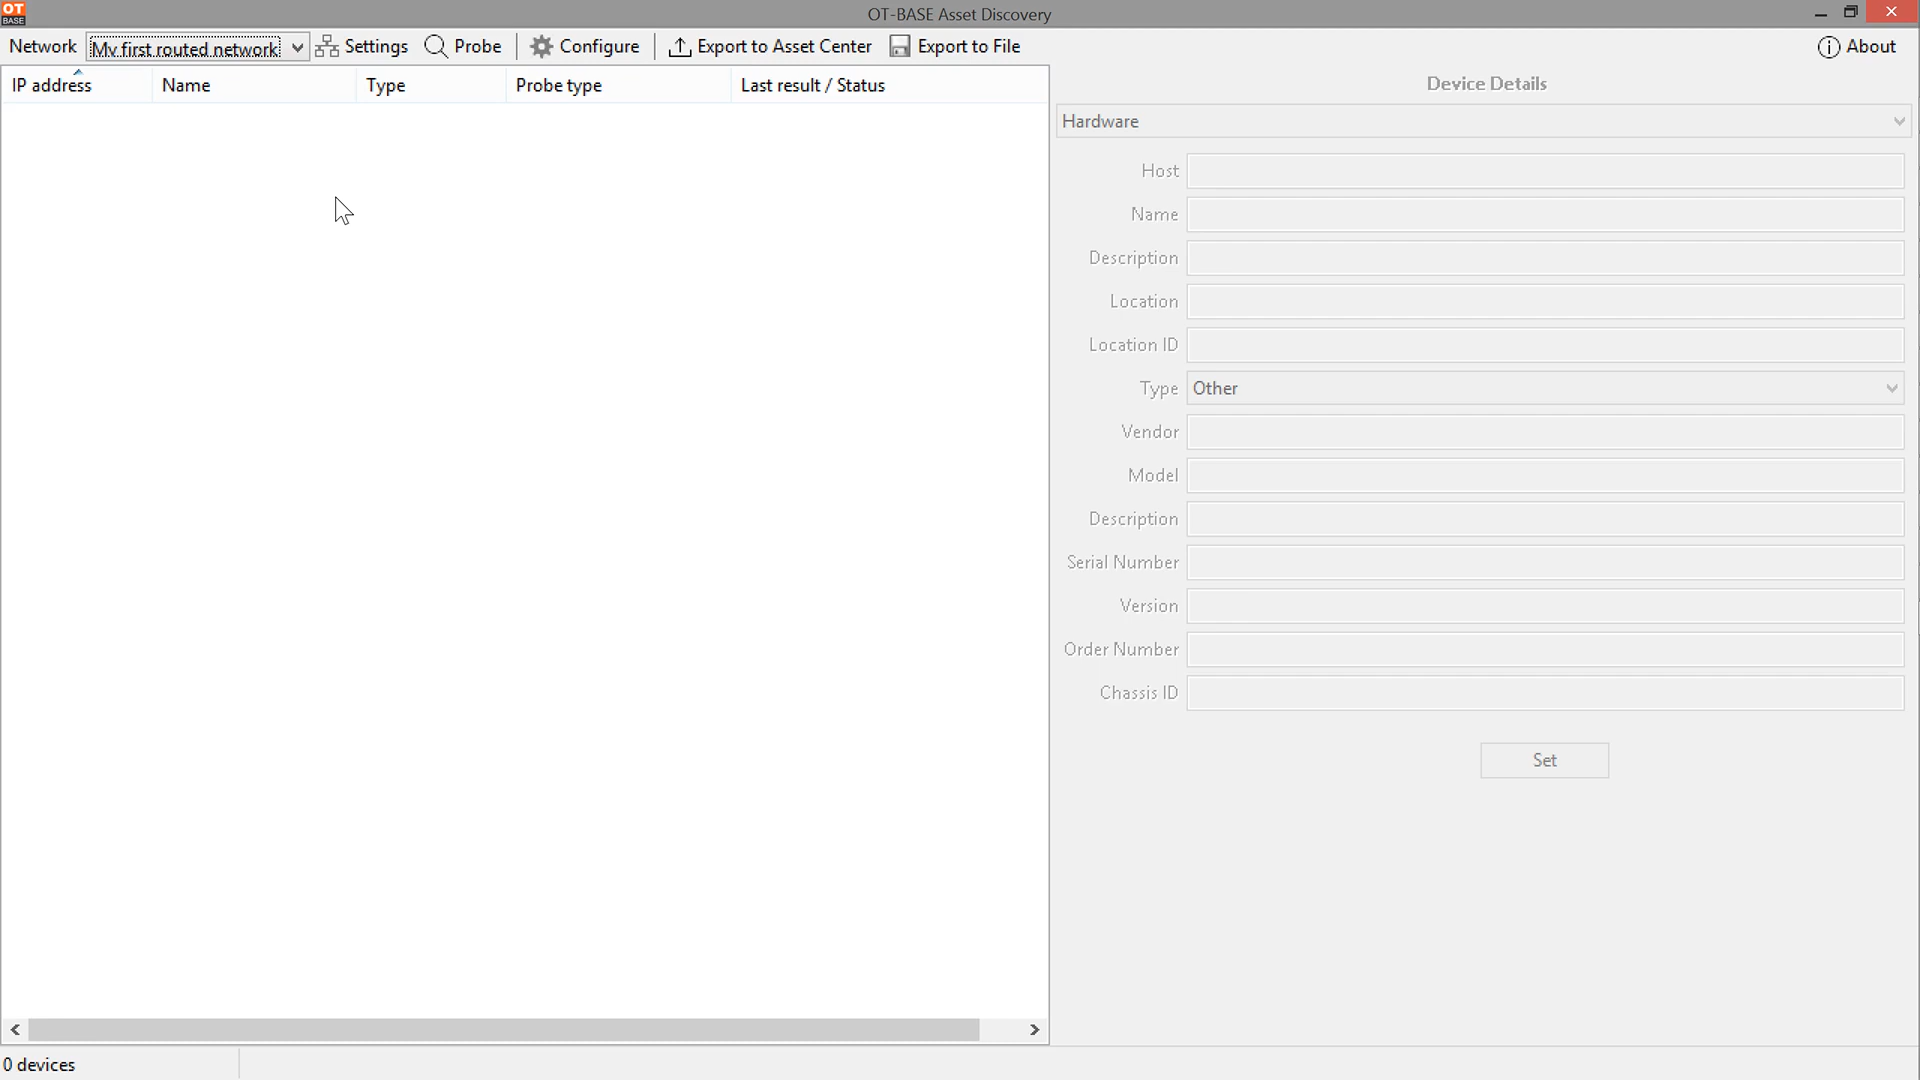 OT BASE
OT-BASE Asset Discovery
Network My first routed network Settings Probe Configure Export to Asset Center Export to File About
IP address Name Type Probe type Last result / Status
Device Details
Hardware
Host
Name
Description
Location
Location ID
Type Other
Vendor
Model
Description
Serial Number
Version
Order Number
Chassis ID
Set
0 devices